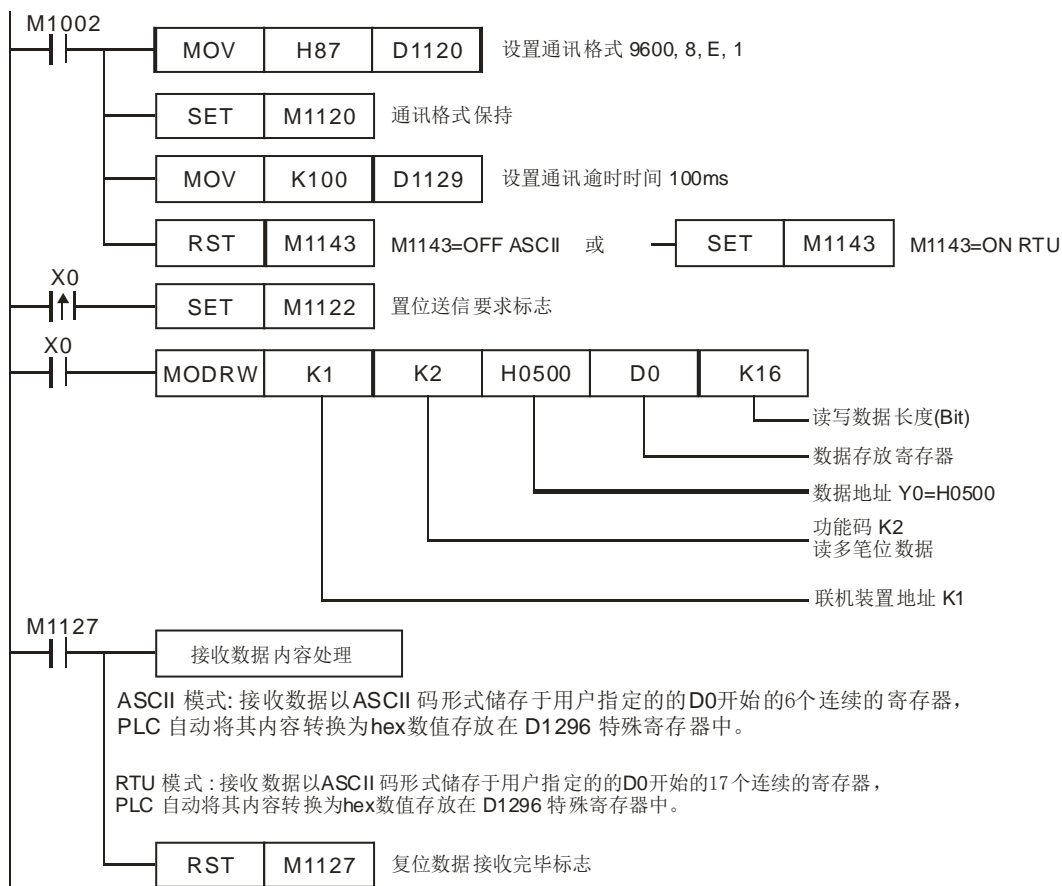 M1002
MOV H87 D1120 设置通讯格式 9600, 8, E, 1
SET M1120 通讯格式保持
MOV K100 D1129 设置通讯逾时时间 100ms
RST M1143 M1143=OFF ASCII 或 SET M1143 M1143=ON RTU
X0
SET M1122 置位送信要求标志
X0
MODRW K1 K2 H0500 D0 K16
读写数据长度(Bit)
数据存放寄存器
数据地址 Y0=H0500
功能码 K2
读多笔位数据
联机装置地址 K1
M1127
接收数据内容处理
ASCII 模式: 接收数据以ASCII 码形式储存于用户指定的的D0开始的6个连续的寄存器，
PLC 自动将其内容转换为hex数值存放在 D1296 特殊寄存器中。
RTU 模式 : 接收数据以ASCII 码形式储存于用户指定的的D0开始的17个连续的寄存器，
PLC 自动将其内容转换为hex数值存放在 D1296 特殊寄存器中。
RST M1127 复位数据接收完毕标志